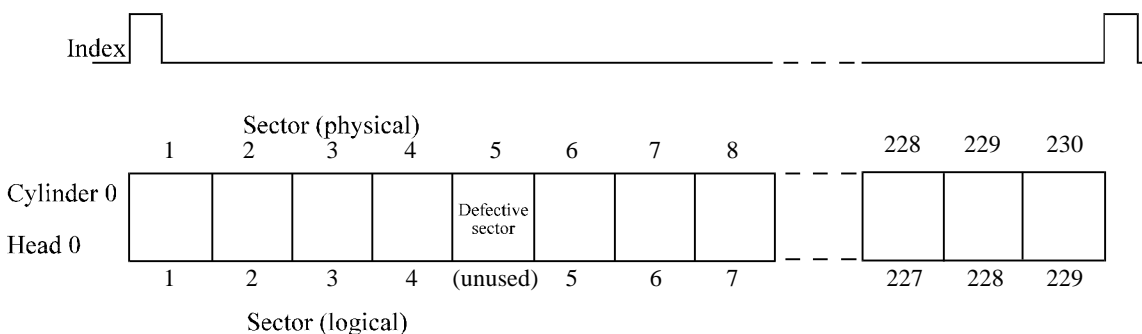 Index
Sector (physical)
1 2 3 4 5 6 7 8 228 229 230
Cylinder 0
Defective
sector
Head 0
1 2 3 4 (unused) 5 6 7 227 228 229
Sector (logical)